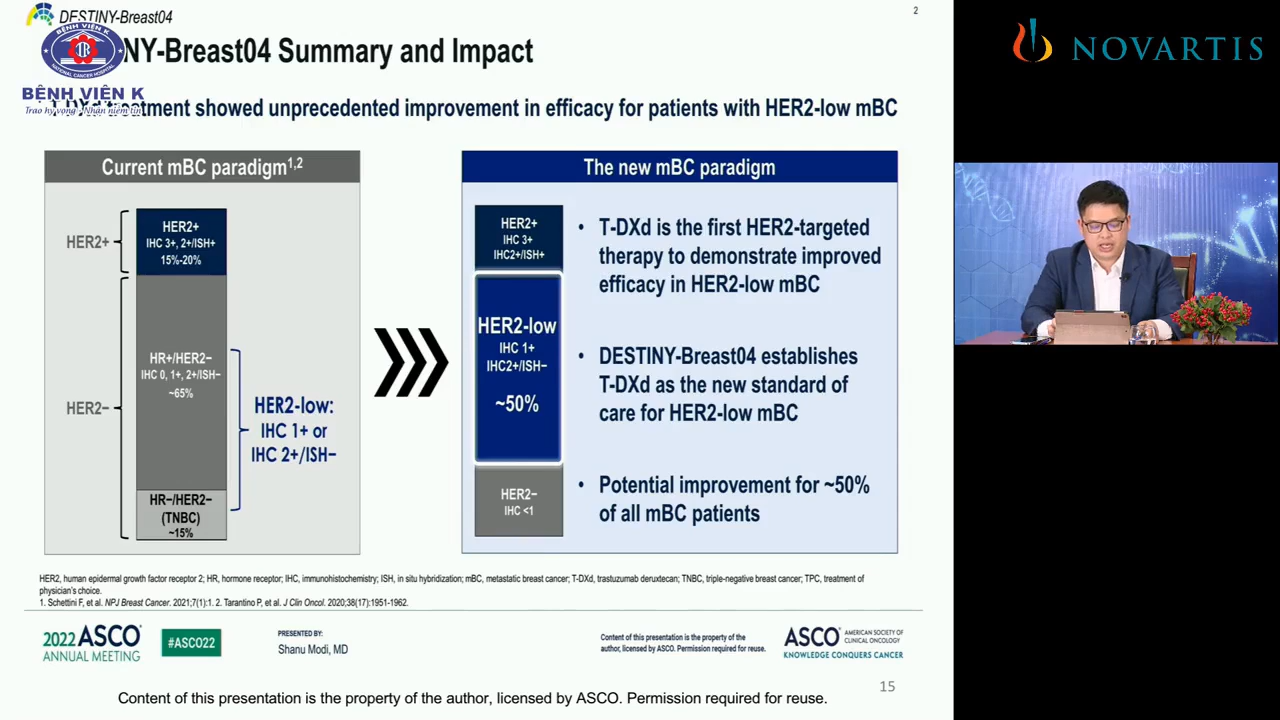 DESTINY-Breast04
2
BỆNH VIỆN K
NATIONAL CANCER HOSPITAL
NY-Breast04 Summary and Impact
BỆNH VIỆN K
Trao hy vọng - Nhận niềm tin
T-DXd treatment showed unprecedented improvement in efficacy for patients with HER2-low mBC
Current mBC paradigm1,2
HER2+
HER2+
IHC 3+, 2+/ISH+
15%-20%
HR+/HER2−
IHC 0, 1+, 2+/ISH−
~65%
HER2−
HER2-low:
IHC 1+ or
IHC 2+/ISH−
HR−/HER2−
(TNBC)
~15%
The new mBC paradigm
HER2+
IHC 3+
IHC2+/ISH+
HER2-low
IHC 1+
IHC2+/ISH−
~50%
HER2−
IHC <1
• T-DXd is the first HER2-targeted
therapy to demonstrate improved
efficacy in HER2-low mBC
• DESTINY-Breast04 establishes
T-DXd as the new standard of
care for HER2-low mBC
• Potential improvement for ~50%
of all mBC patients
HER2, human epidermal growth factor receptor 2; HR, hormone receptor; IHC, immunohistochemistry; ISH, in situ hybridization; mBC, metastatic breast cancer; T-DXd, trastuzumab deruxtecan; TNBC, triple-negative breast cancer; TPC, treatment of
physician's choice.
1. Schettini F, et al. NPJ Breast Cancer. 2021;7(1):1. 2. Tarantino P, et al. J Clin Oncol. 2020;38(17):1951-1962.
2022 ASCO
ANNUAL MEETING
#ASCO22
PRESENTED BY:
Shanu Modi, MD
Content of this presentation is the property of the
author, licensed by ASCO. Permission required for reuse.
ASCO AMERICAN SOCIETY OF
CLINICAL ONCOLOGY
KNOWLEDGE CONQUERS CANCER
15
Content of this presentation is the property of the author, licensed by ASCO. Permission required for reuse.
NOVARTIS